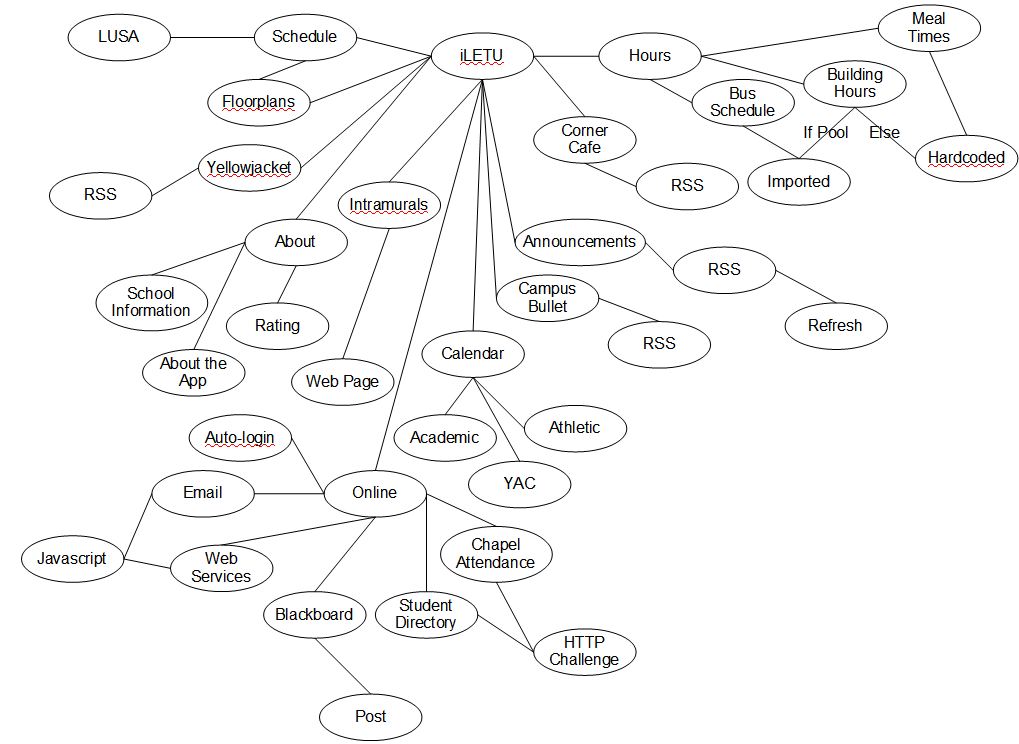 Meal
Times
LUSA
Schedule
iLETU
Hours
Building
Hours
Bus
Schedule
Floorplans
Corner
Cafe
If Pool
Else
Hardcoded
Yellowjacket
RSS
RSS
Imported
Intramurals
About
Announcements
RSS
School
Information
Campus
Bullet
Rating
Refresh
RSS
Calendar
About the
App
Web Page
Auto-login
Academic
Athletic
YAC
Email
Online
Javascript
Web
Services
Chapel
Attendance
Blackboard
Student
Directory
HTTP
Challenge
Post